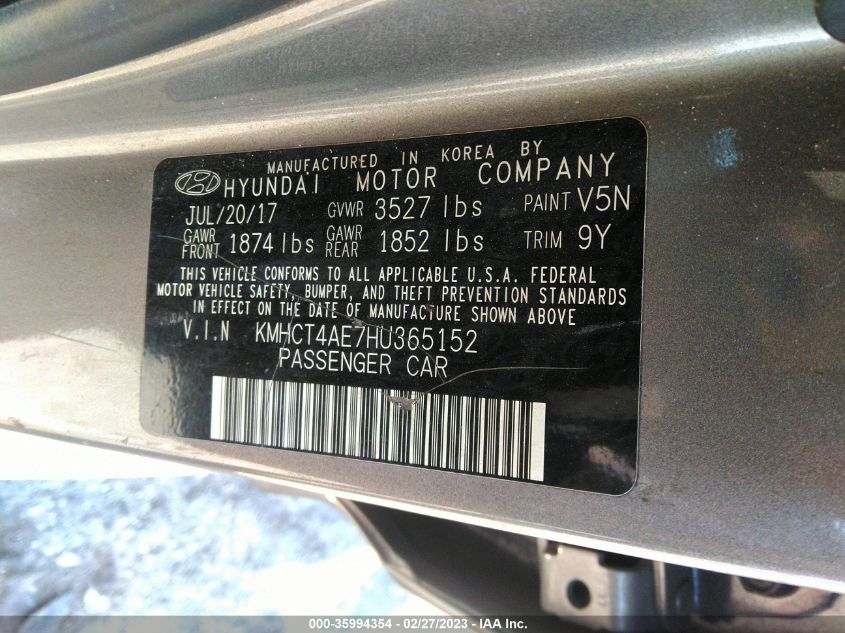 MANUFACTURED IN KOREA BY
HYUNDAI MOTOR COMPANY
JUL/20/17 GVWR 3527 lbs PAINT V5N
GAWR FRONT 1874 lbs GAWR REAR 1852 lbs TRIM 9Y
THIS VEHICLE CONFORMS TO ALL APPLICABLE U.S.A. FEDERAL
MOTOR VEHICLE SAFETY, BUMPER, AND THEFT PREVENTION STANDARDS
IN EFFECT ON THE DATE OF MANUFACTURE SHOWN ABOVE
V.I.N KMHCT4AE7HU365152
PASSENGER CAR
000-35994354 - 02/27/2023 - IAA Inc.